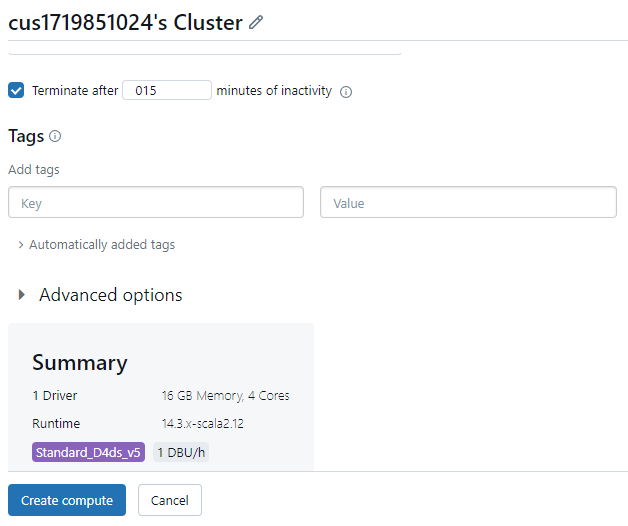 cus1719851024's Cluster
Terminate after 015 minutes of inactivity
Tags
Add tags
Key Value
Automatically added tags
Advanced options
Summary
1 Driver 16 GB Memory, 4 Cores
Runtime 14.3.x-scala2.12
Standard_D4ds_v5 1 DBU/h
Create compute Cancel